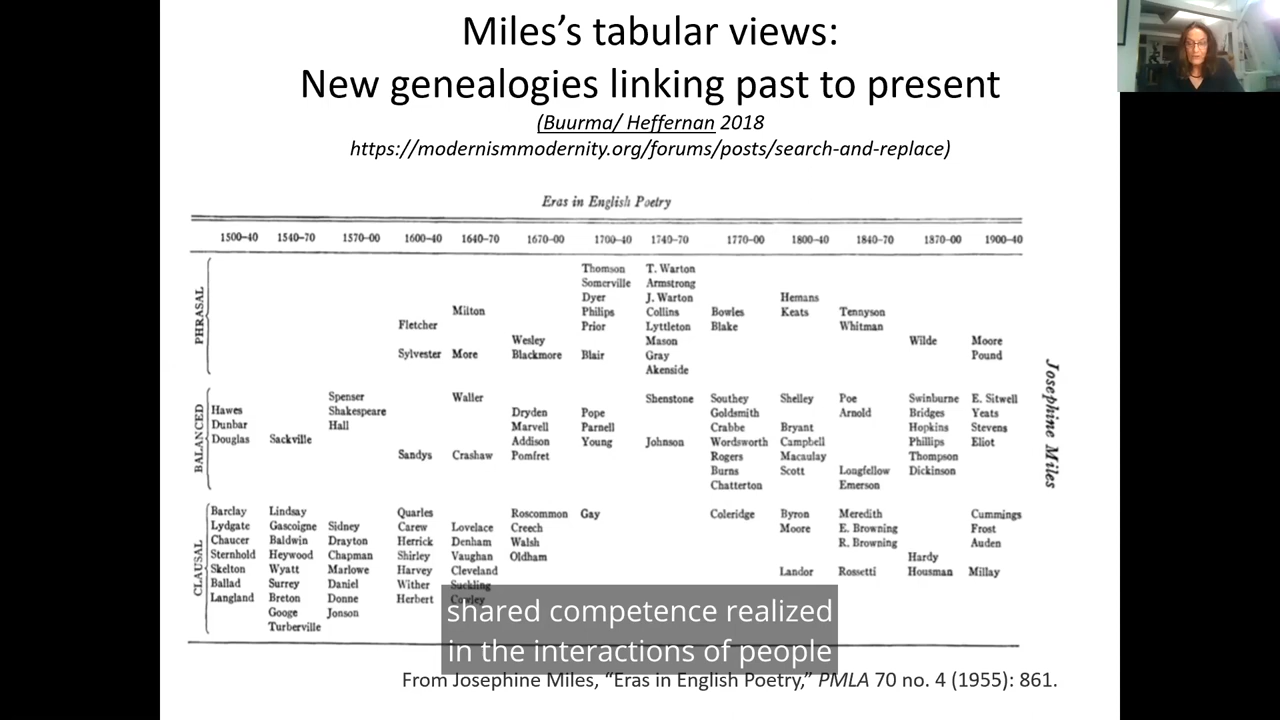 Miles’s tabular views:
New genealogies linking past to present
(Buurma/ Heffernan 2018
https://modernismmodernity.org/forums/posts/search-and-replace)
Eras in English Poetry
1500–40 1540–70 1570–00 1600–40 1640–70 1670–00 1700–40 1740–70 1770–00 1800–40 1840–70 1870–00 1900–40
PHRASAL
Thomson T. Warton
Somerville Armstrong
Dyer J. Warton Hemans
Milton Philips Collins Bowles Keats Tennyson
Fletcher Prior Lyttleton Blake Whitman
Wesley Mason Wilde Moore
Sylvester More Blackmore Blair Gray Pound
Akenside
BALANCED
Spenser Waller Shenstone Southey Shelley Poe Swinburne E. Sitwell
Hawes Shakespeare Dryden Pope Goldsmith Arnold Bridges Yeats
Dunbar Hall Marvell Parnell Crabbe Bryant Hopkins Stevens
Douglas Sackville Addison Young Johnson Wordsworth Campbell Phillips Eliot
Sandys Crashaw Pomfret Rogers Macaulay Thompson
Burns Scott Longfellow Dickinson
Chatterton Emerson
CLAUSAL
Barclay Lindsay Quarles Roscommon Gay Coleridge Byron Meredith Cummings
Lydgate Gascoigne Sidney Carew Lovelace Creech Moore E. Browning Frost
Chaucer Baldwin Drayton Herrick Denham Walsh R. Browning Auden
Sternhold Heywood Chapman Shirley Vaughan Oldham Hardy
Skelton Wyatt Marlowe Harvey Cleveland Landor Rossetti Housman Millay
Ballad Surrey Daniel Wither Suckling
Langland Breton Donne Herbert Cowley
Googe Jonson
Turberville
Josephine Miles
shared competence realized
in the interactions of people
From Josephine Miles, “Eras in English Poetry,” PMLA 70 no. 4 (1955): 861.